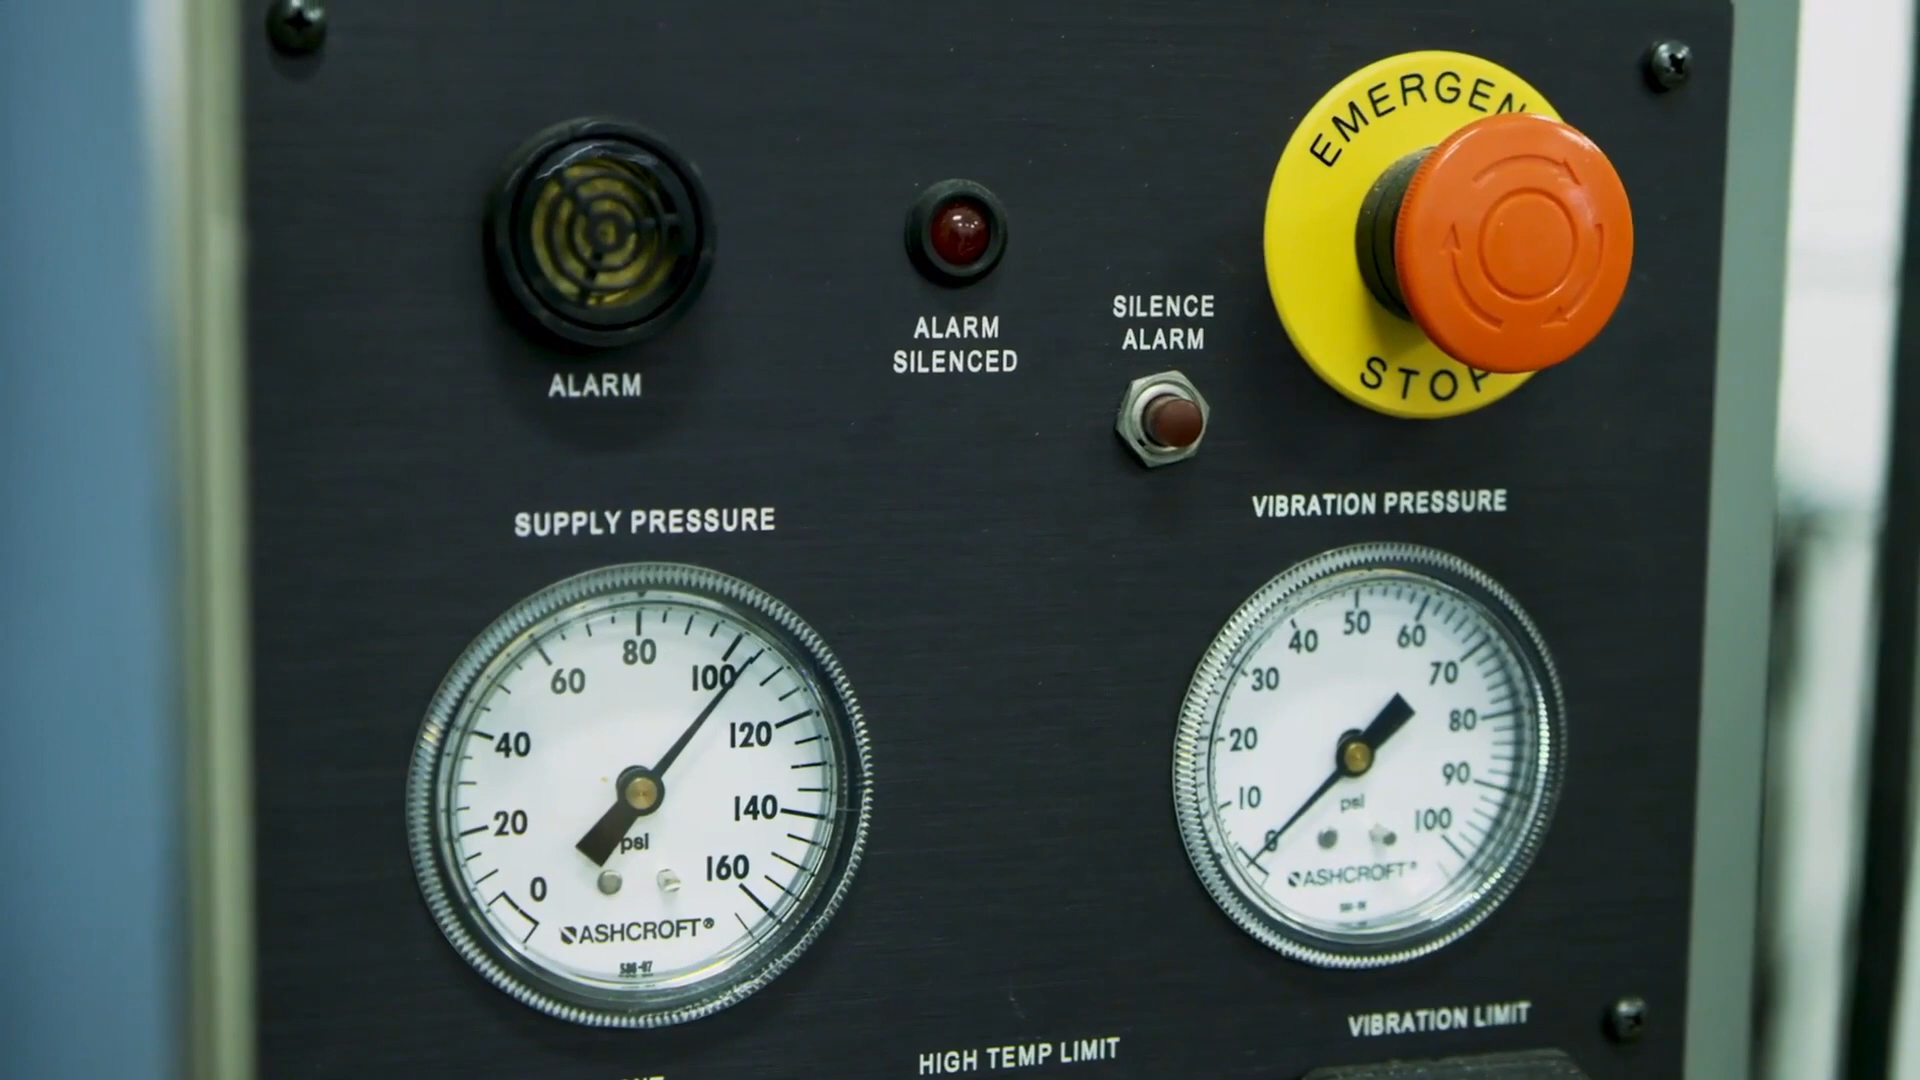 EMERGEN
STOP
ALARM
ALARM
SILENCED
SILENCE
ALARM
SUPPLY PRESSURE
0
20
40
60
80
100
120
140
160
psi
ASHCROFT®
VIBRATION PRESSURE
0
10
20
30
40
50
60
70
80
90
100
psi
ASHCROFT®
HIGH TEMP LIMIT
VIBRATION LIMIT